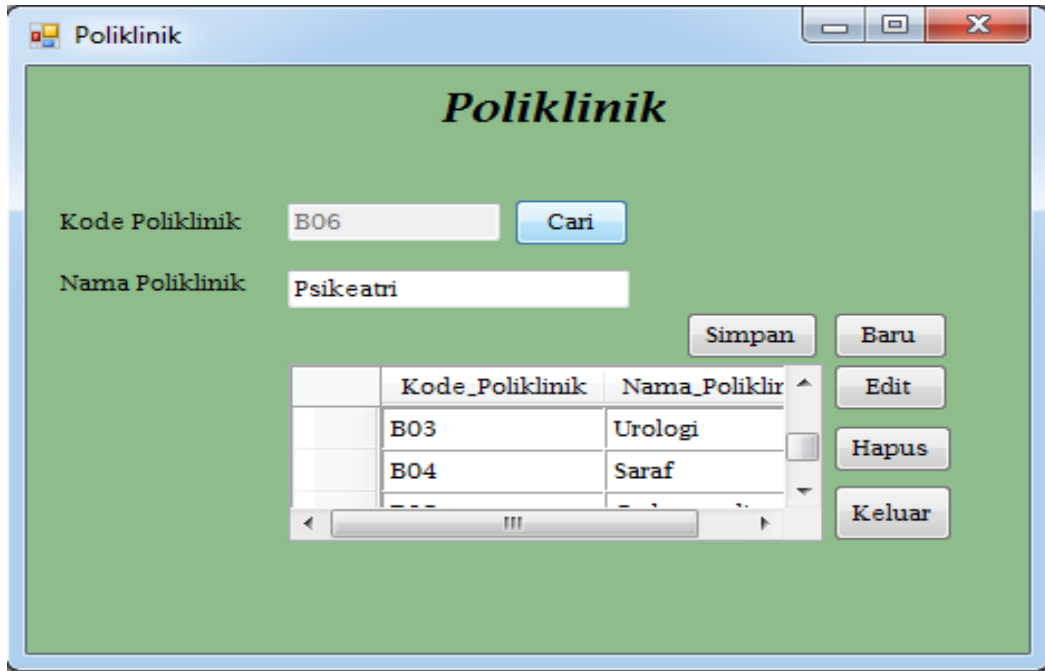 Poliklinik
Poliklinik
Kode Poliklinik B06 Cari
Nama Poliklinik Psikeatri
Simpan Baru
Kode_Poliklinik Nama_Poliklin Edit
B03 Urologi
Hapus
B04 Saraf
Keluar